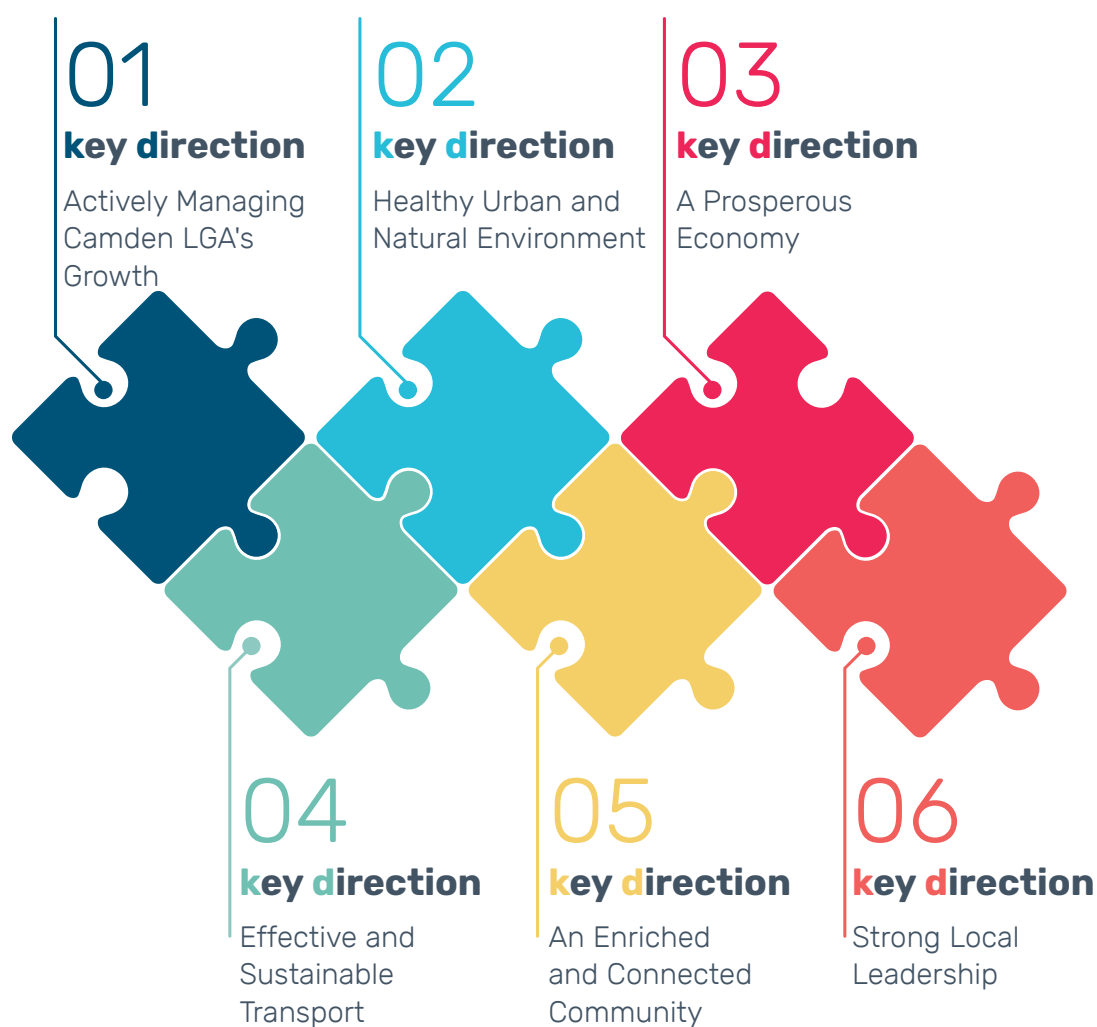 01
key direction
Actively Managing
Camden LGA's
Growth
02
key direction
Healthy Urban and
Natural Environment
03
key direction
A Prosperous
Economy
04
key direction
Effective and
Sustainable
Transport
05
key direction
An Enriched
and Connected
Community
06
key direction
Strong Local
Leadership